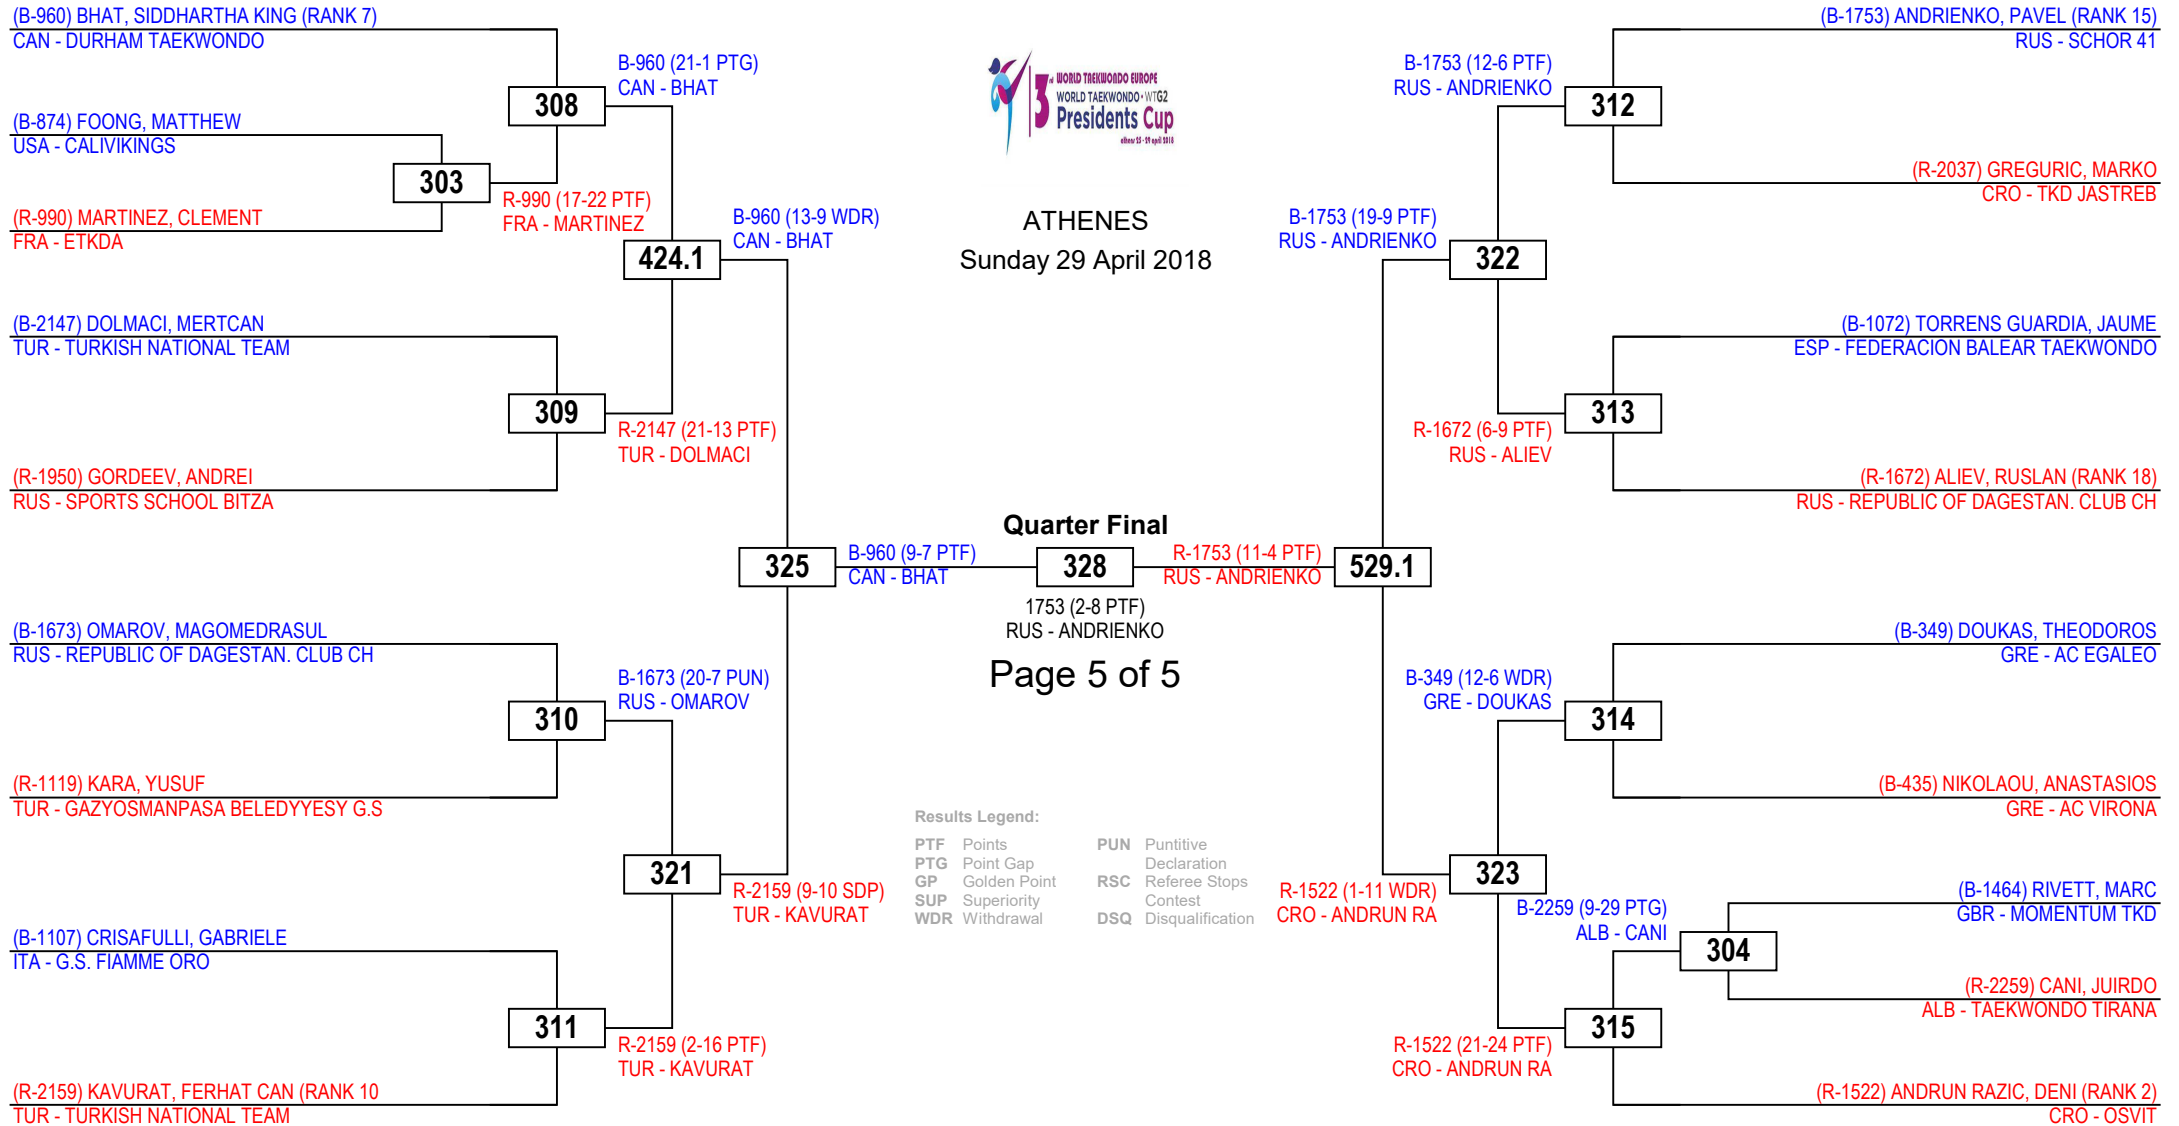 (B-960) BHAT, SIDDHARTHA KING (RANK 7)
CAN - DURHAM TAEKWONDO
B-960 (21-1 PTG)
CAN - BHAT
308
(B-874) FOONG, MATTHEW
USA - CALIVIKINGS
303
R-990 (17-22 PTF)
FRA - MARTINEZ
(R-990) MARTINEZ, CLEMENT
FRA - ETKDA
B-960 (13-9 WDR)
CAN - BHAT
424.1
(B-2147) DOLMACI, MERTCAN
TUR - TURKISH NATIONAL TEAM
309
R-2147 (21-13 PTF)
TUR - DOLMACI
(R-1950) GORDEEV, ANDREI
RUS - SPORTS SCHOOL BITZA
325
B-960 (9-7 PTF)
CAN - BHAT
(B-1673) OMAROV, MAGOMEDRASUL
RUS - REPUBLIC OF DAGESTAN. CLUB CH
B-1673 (20-7 PUN)
RUS - OMAROV
310
(R-1119) KARA, YUSUF
TUR - GAZYOSMANPASA BELEDYYESY G.S
321
R-2159 (9-10 SDP)
TUR - KAVURAT
(B-1107) CRISAFULLI, GABRIELE
ITA - G.S. FIAMME ORO
311
R-2159 (2-16 PTF)
TUR - KAVURAT
(R-2159) KAVURAT, FERHAT CAN (RANK 10
TUR - TURKISH NATIONAL TEAM
3rd WORLD TAEKWONDO EUROPE
WORLD TAEKWONDO • WTG2
Presidents Cup
athens 25 - 29 april 2018
ATHENES
Sunday 29 April 2018
Quarter Final
328
1753 (2-8 PTF)
RUS - ANDRIENKO
Page 5 of 5
Results Legend:
PTF Points
PTG Point Gap
GP Golden Point
SUP Superiority
WDR Withdrawal
PUN Puntitive
Declaration
RSC Referee Stops
Contest
DSQ Disqualification
(B-1753) ANDRIENKO, PAVEL (RANK 15)
RUS - SCHOR 41
B-1753 (12-6 PTF)
RUS - ANDRIENKO
312
(R-2037) GREGURIC, MARKO
CRO - TKD JASTREB
B-1753 (19-9 PTF)
RUS - ANDRIENKO
322
(B-1072) TORRENS GUARDIA, JAUME
ESP - FEDERACION BALEAR TAEKWONDO
313
R-1672 (6-9 PTF)
RUS - ALIEV
(R-1672) ALIEV, RUSLAN (RANK 18)
RUS - REPUBLIC OF DAGESTAN. CLUB CH
R-1753 (11-4 PTF)
RUS - ANDRIENKO
529.1
(B-349) DOUKAS, THEODOROS
GRE - AC EGALEO
B-349 (12-6 WDR)
GRE - DOUKAS
314
(B-435) NIKOLAOU, ANASTASIOS
GRE - AC VIRONA
323
R-1522 (1-11 WDR)
CRO - ANDRUN RA
B-2259 (9-29 PTG)
ALB - CANI
(B-1464) RIVETT, MARC
GBR - MOMENTUM TKD
304
(R-2259) CANI, JUIRDO
ALB - TAEKWONDO TIRANA
315
R-1522 (21-24 PTF)
CRO - ANDRUN RA
(R-1522) ANDRUN RAZIC, DENI (RANK 2)
CRO - OSVIT